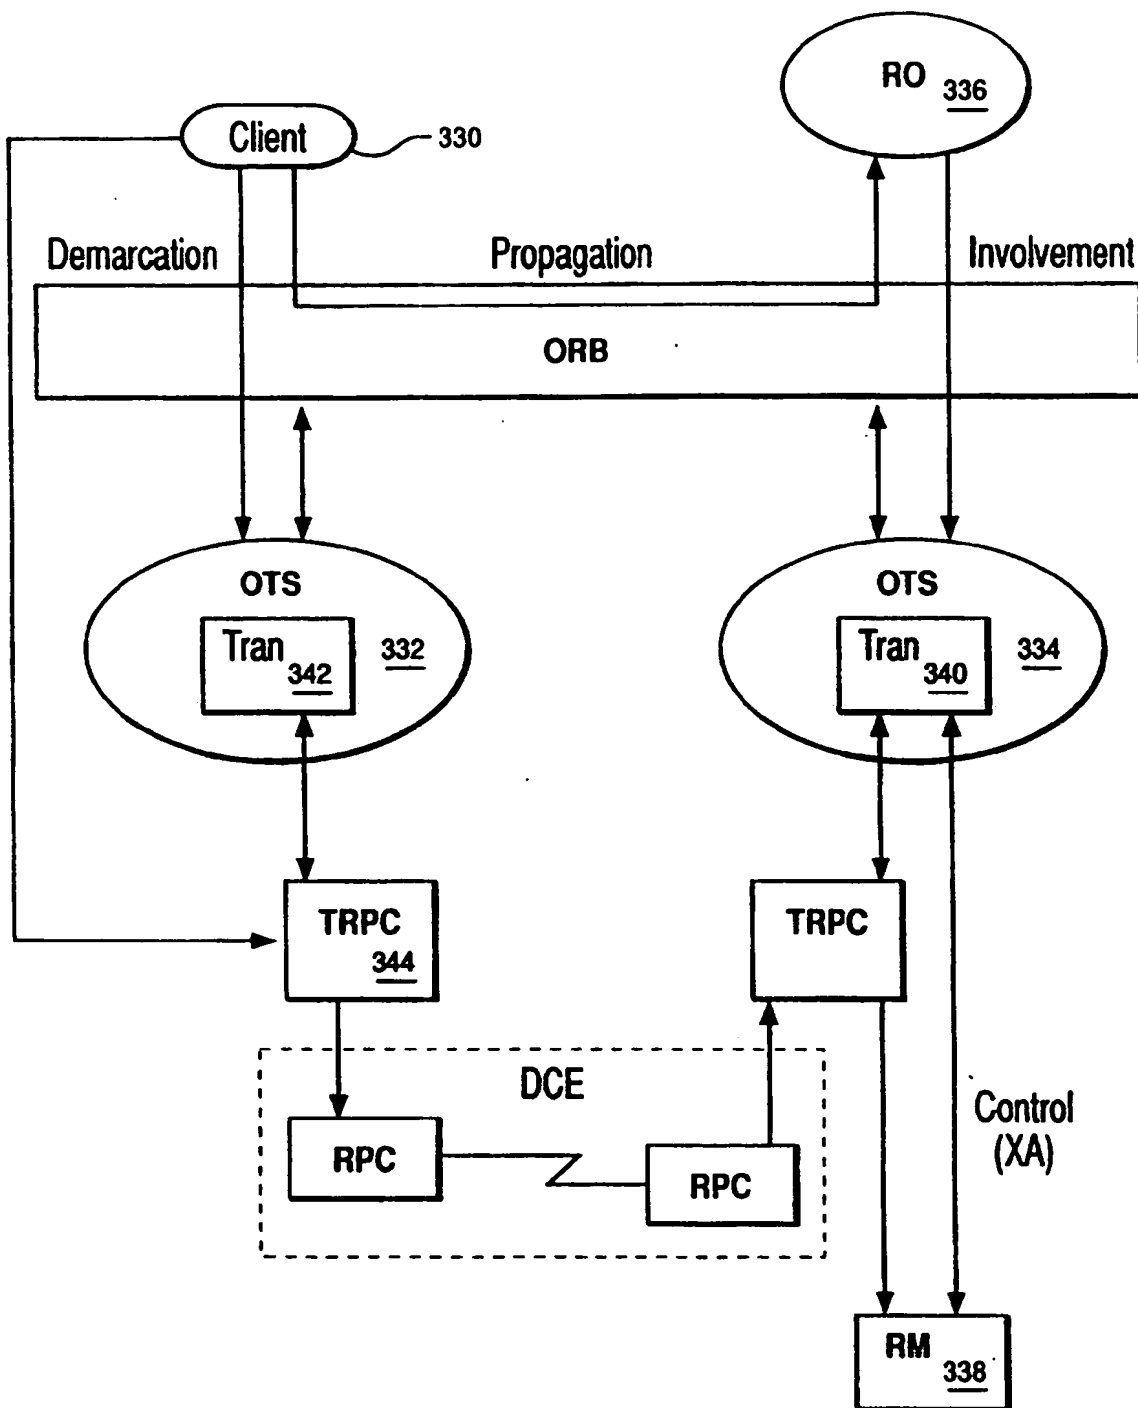 RO 336
Client 330
Demarcation Propagation Involvement
ORB
OTS OTS
Tran 342 332 Tran 340 334
TRPC 344 TRPC
DCE
RPC RPC
Control (XA)
RM 338